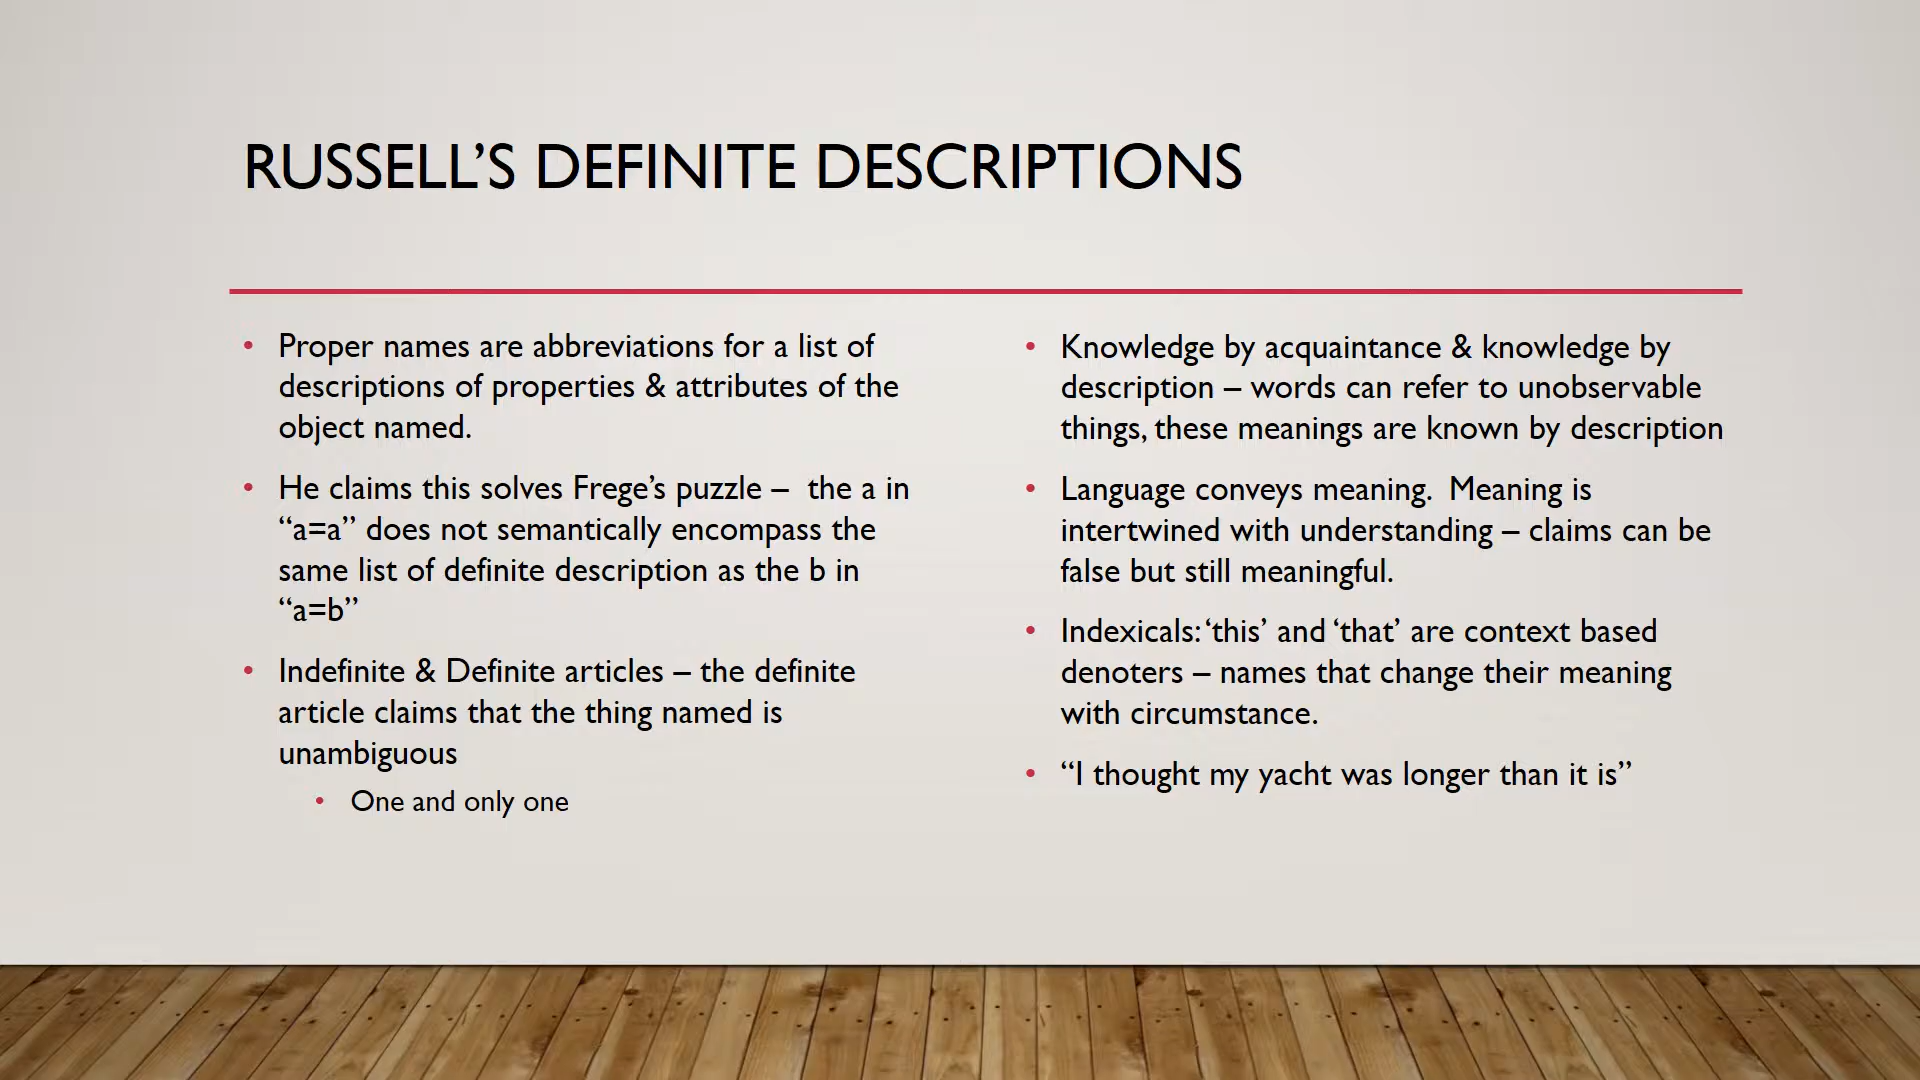 RUSSELL’S DEFINITE DESCRIPTIONS
• Proper names are abbreviations for a list of
descriptions of properties & attributes of the
object named.
• He claims this solves Frege’s puzzle –  the a in
“a=a” does not semantically encompass the
same list of definite description as the b in
“a=b”
• Indefinite & Definite articles – the definite
article claims that the thing named is
unambiguous
• One and only one
• Knowledge by acquaintance & knowledge by
description – words can refer to unobservable
things, these meanings are known by description
• Language conveys meaning.  Meaning is
intertwined with understanding – claims can be
false but still meaningful.
• Indexicals: ‘this’ and ‘that’ are context based
denoters – names that change their meaning
with circumstance.
• “I thought my yacht was longer than it is”